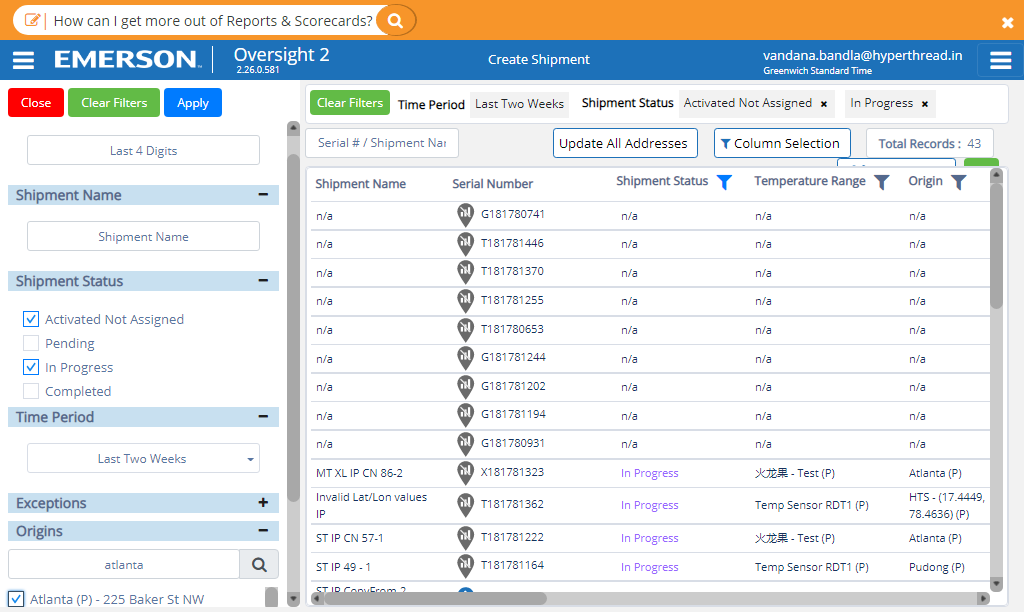 How can I get more out of Reports & Scorecards?
EMERSON.
Oversight 2
2.26.0.581
Create Shipment
vandana.bandla@hyperthread.in
Greenwich Standard Time
Close
Clear Filters
Apply
Last 4 Digits
Shipment Name
Shipment Name
Shipment Status
Activated Not Assigned
Pending
In Progress
Completed
Time Period
Last Two Weeks
Exceptions
Origins
atlanta
Atlanta (P) - 225 Baker St NW
Clear Filters Time Period Last Two Weeks Shipment Status Activated Not Assigned × In Progress ×
Serial # / Shipment Nar
Update All Addresses
Column Selection
Total Records : 43
Shipment Name Serial Number Shipment Status Temperature Range Origin
n/a G181780741 n/a n/a n/a
n/a T181781446 n/a n/a n/a
n/a T181781370 n/a n/a n/a
n/a T181781255 n/a n/a n/a
n/a T181780653 n/a n/a n/a
n/a G181781244 n/a n/a n/a
n/a G181781202 n/a n/a n/a
n/a G181781194 n/a n/a n/a
n/a G181780931 n/a n/a n/a
MT XL IP CN 86-2 X181781323 In Progress 火龙果 - Test (P) Atlanta (P)
Invalid Lat/Lon values IP T181781362 In Progress Temp Sensor RDT1 (P) HTS - (17.4449, 78.4636) (P)
ST IP CN 57-1 T181781222 In Progress 火龙果 - Test (P) Atlanta (P)
ST IP 49 - 1 T181781164 In Progress Temp Sensor RDT1 (P) Pudong (P)
ST IP CopyFrom 2